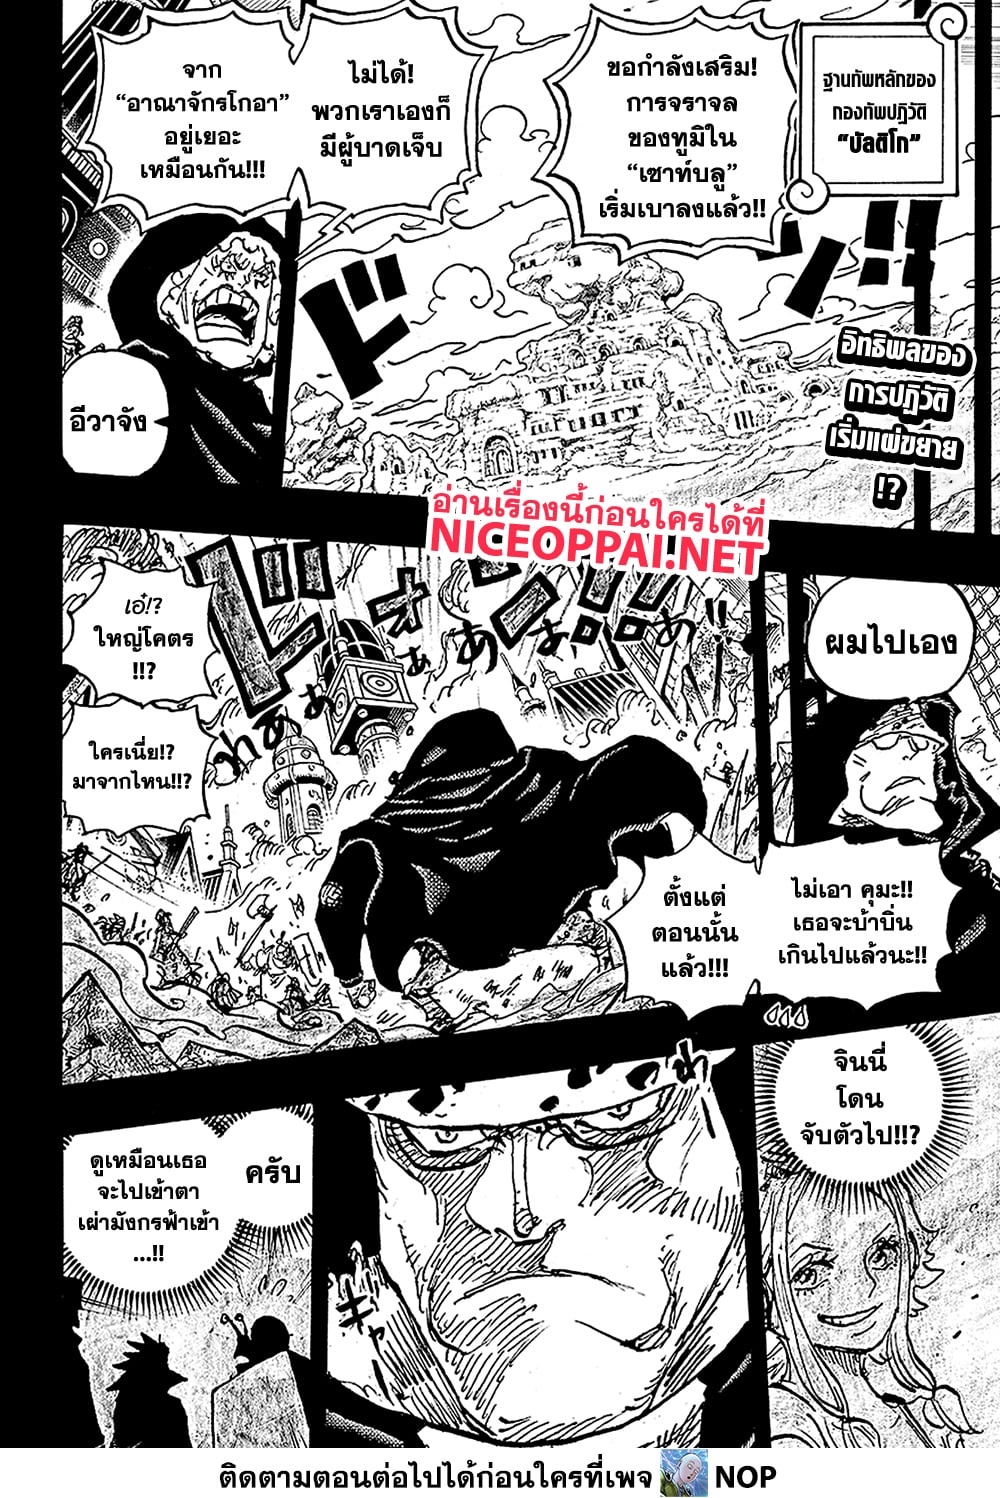 ฐานทัพหลักของ
กองทัพปฏิวัติ
“บัลติโก”
ขอกำลังเสริม!
การจราจล
ของทูมิใน
“เซาท์บลู”
เริ่มเบาลงแล้ว!!
ไม่ได้!
พวกเราเองก็
มีผู้บาดเจ็บ
จาก
“อาณาจักรโกอา”
อยู่เยอะ
เหมือนกัน!!!
อีวาจัง
ドン
อิทธิพลของ
การปฏิวัติ
เริ่มแผ่ขยาย
!?
อ่านเรื่องนี้ก่อนใครได้ที่
NICEOPPAI.NET
ผมไปเอง
ไม่เอา คุมะ!!
เธอจะบ้าบิ่น
เกินไปแล้วนะ!!
ตั้งแต่
ตอนนั้น
แล้ว!!!
เอ๋!?
ใหญ่โคตร
!!?
ใครเนี่ย!?
มาจากไหน!!!?
จินนี่
โดน
จับตัวไป!!!?
ครับ
ดูเหมือนเธอ
จะไปเข้าตา
เผ่ามังกรฟ้าเข้า
...!!
ติดตามตอนต่อไปได้ก่อนใครที่เพจ NOP